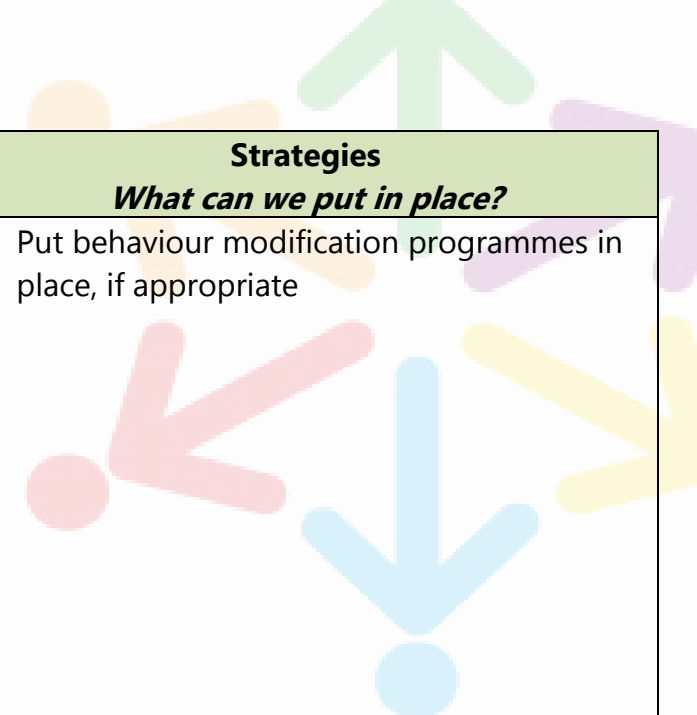 Strategies
What can we put in place?
Put behaviour modification programmes in
place, if appropriate